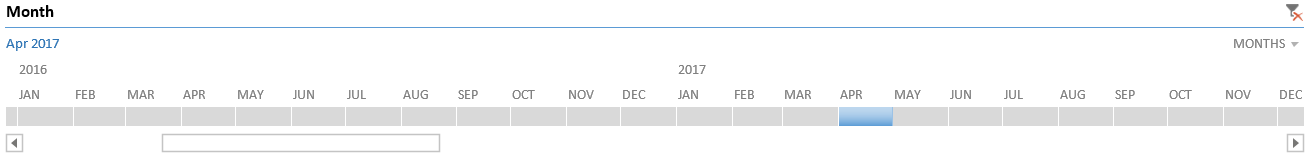 Month
Apr 2017
MONTHS
2016 2017
JAN FEB MAR APR MAY JUN JUL AUG SEP OCT NOV DEC JAN FEB MAR APR MAY JUN JUL AUG SEP OCT NOV DEC